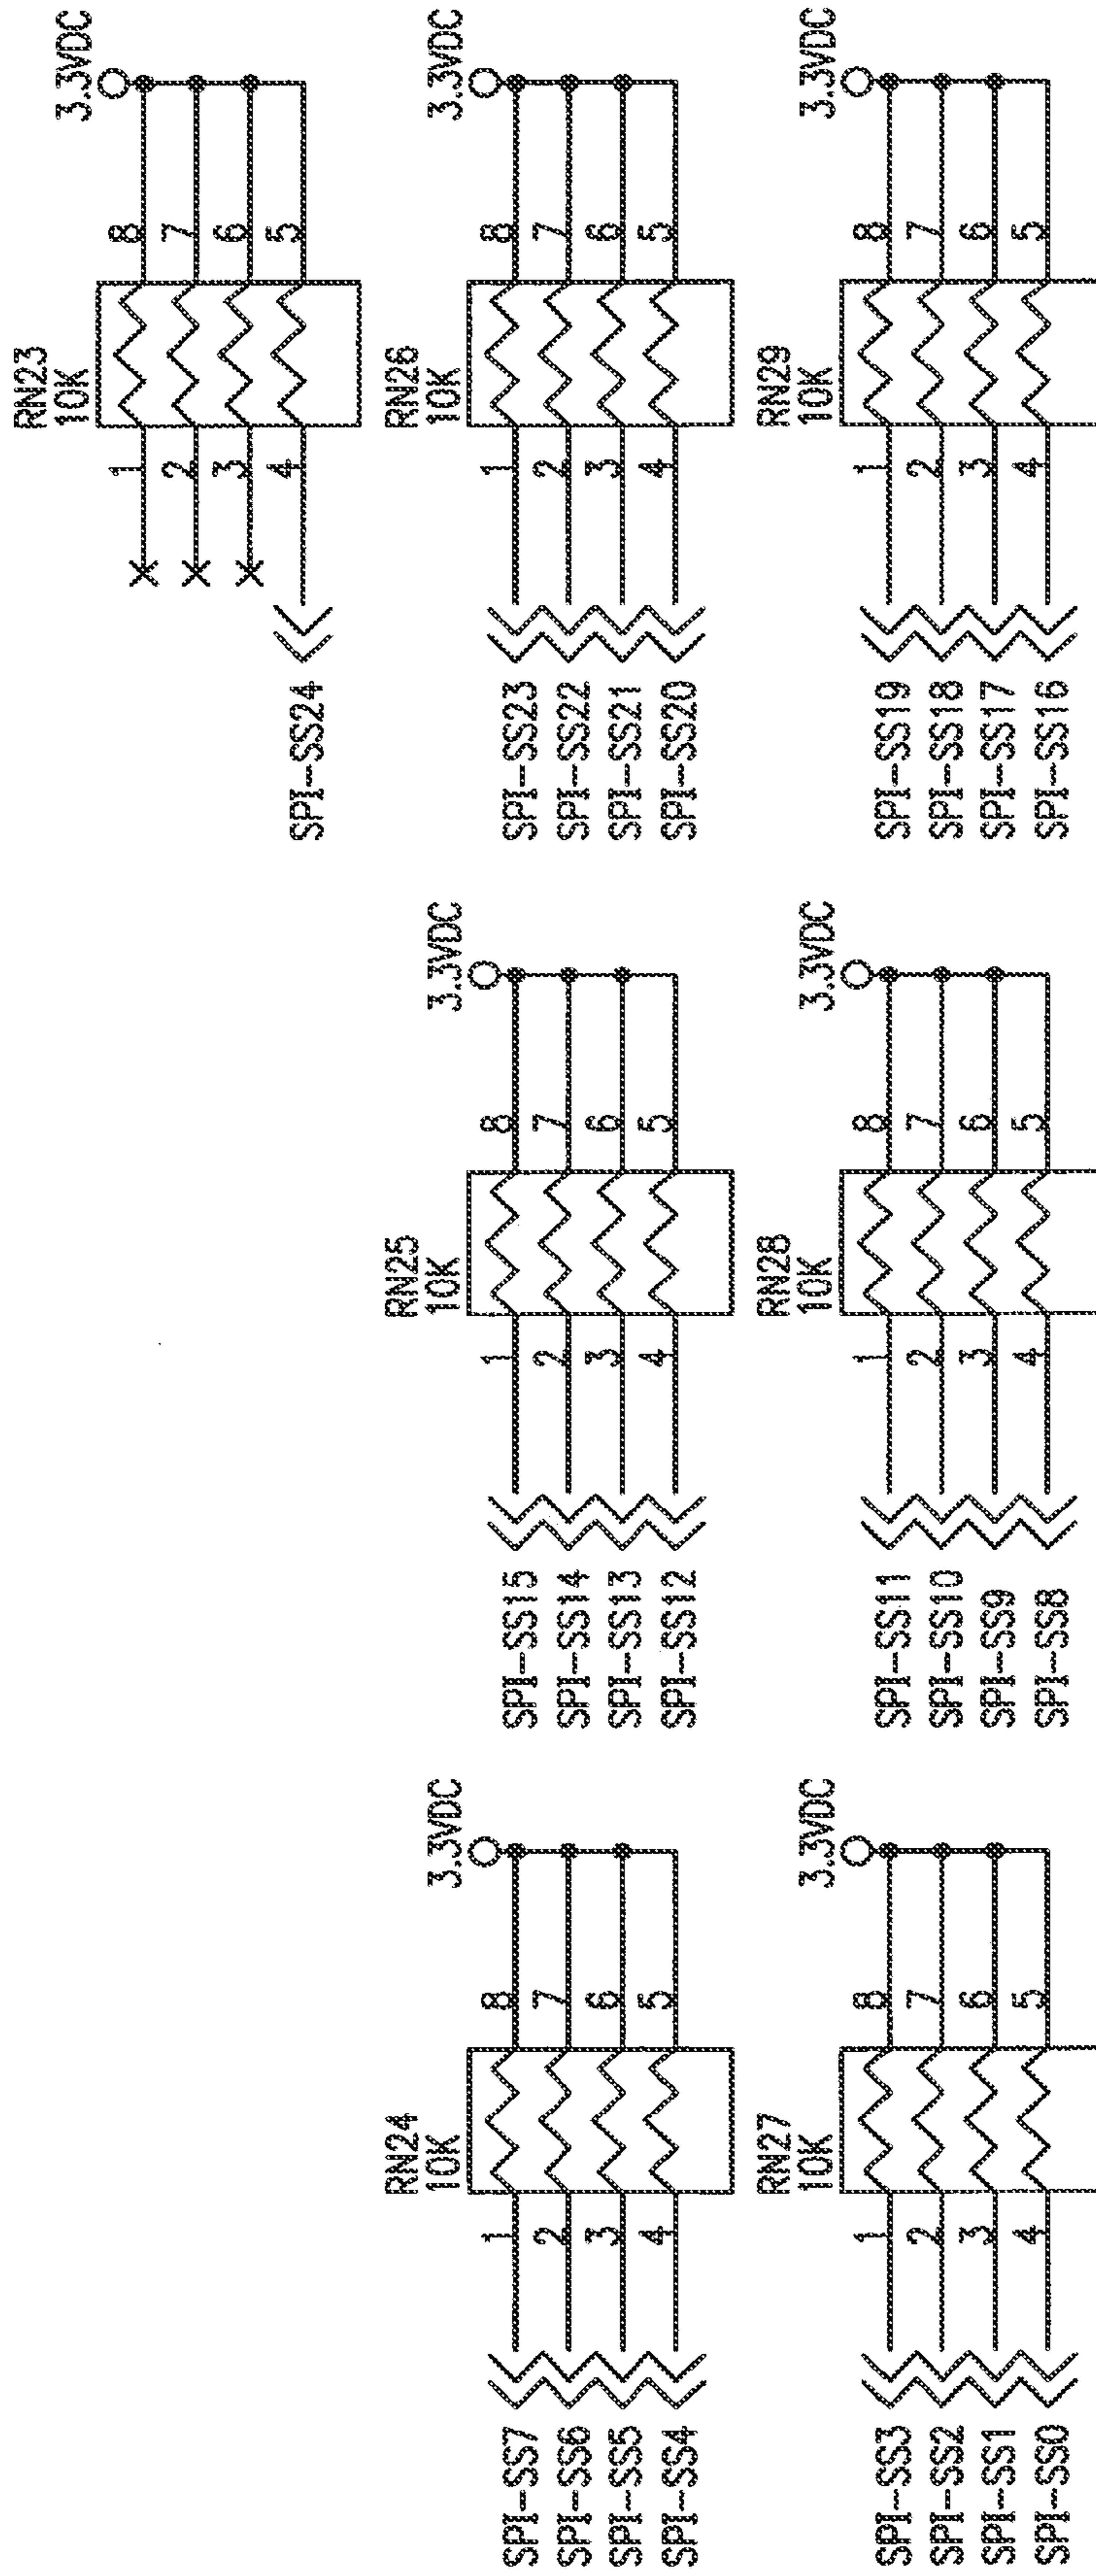 RN23
10K
3.3VDC
1 8
2 7
3 6
SPI-SS24 4 5
RN24
10K
3.3VDC
SPI-SS7 1 8
SPI-SS6 2 7
SPI-SS5 3 6
SPI-SS4 4 5
RN25
10K
3.3VDC
SPI-SS15 1 8
SPI-SS14 2 7
SPI-SS13 3 6
SPI-SS12 4 5
RN26
10K
3.3VDC
SPI-SS23 1 8
SPI-SS22 2 7
SPI-SS21 3 6
SPI-SS20 4 5
RN27
10K
3.3VDC
SPI-SS3 1 8
SPI-SS2 2 7
SPI-SS1 3 6
SPI-SS0 4 5
RN28
10K
3.3VDC
SPI-SS11 1 8
SPI-SS10 2 7
SPI-SS9 3 6
SPI-SS8 4 5
RN29
10K
3.3VDC
SPI-SS19 1 8
SPI-SS18 2 7
SPI-SS17 3 6
SPI-SS16 4 5